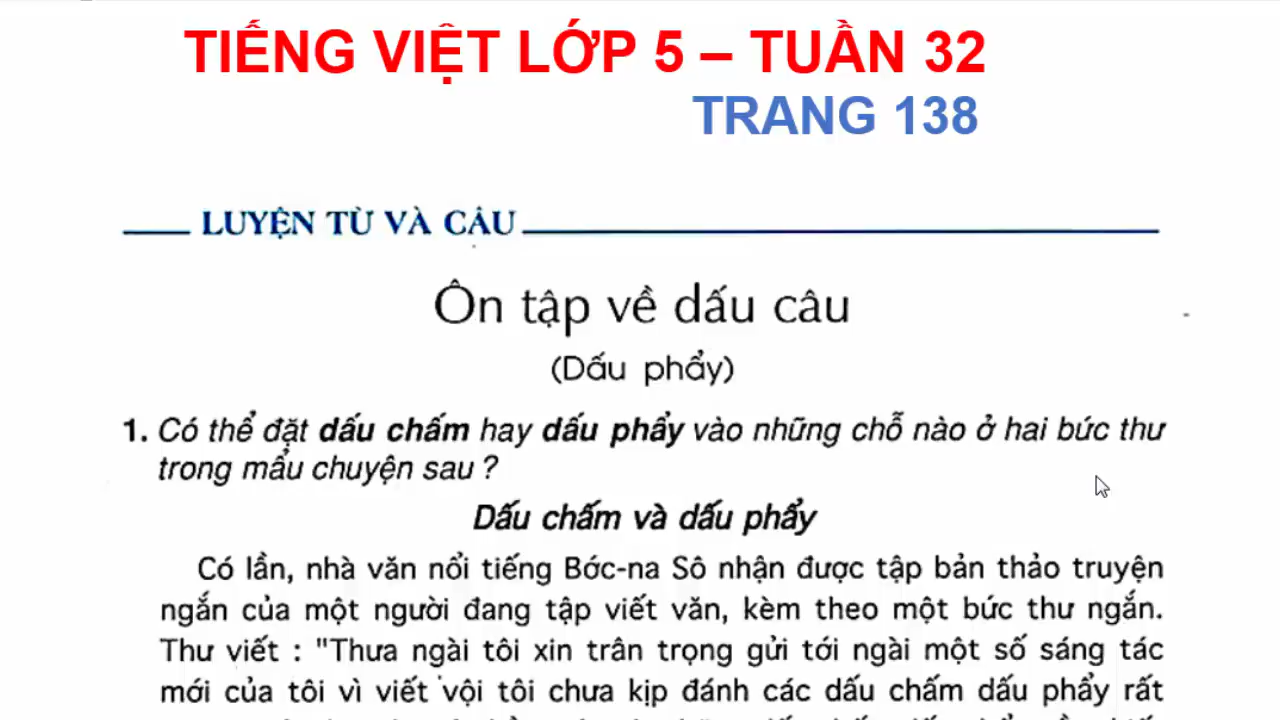 TIẾNG VIỆT LỚP 5 – TUẦN 32
TRANG 138
LUYỆN TỪ VÀ CÂU
Ôn tập về dấu câu
(Dấu phẩy)
1. Có thể đặt dấu chấm hay dấu phẩy vào những chỗ nào ở hai bức thư
trong mẩu chuyện sau ?
Dấu chấm và dấu phẩy
Có lần, nhà văn nổi tiếng Bớc-na Sô nhận được tập bản thảo truyện
ngắn của một người đang tập viết văn, kèm theo một bức thư ngắn.
Thư viết : "Thưa ngài tôi xin trân trọng gửi tới ngài một số sáng tác
mới của tôi vì viết vội tôi chưa kịp đánh các dấu chấm dấu phẩy rất